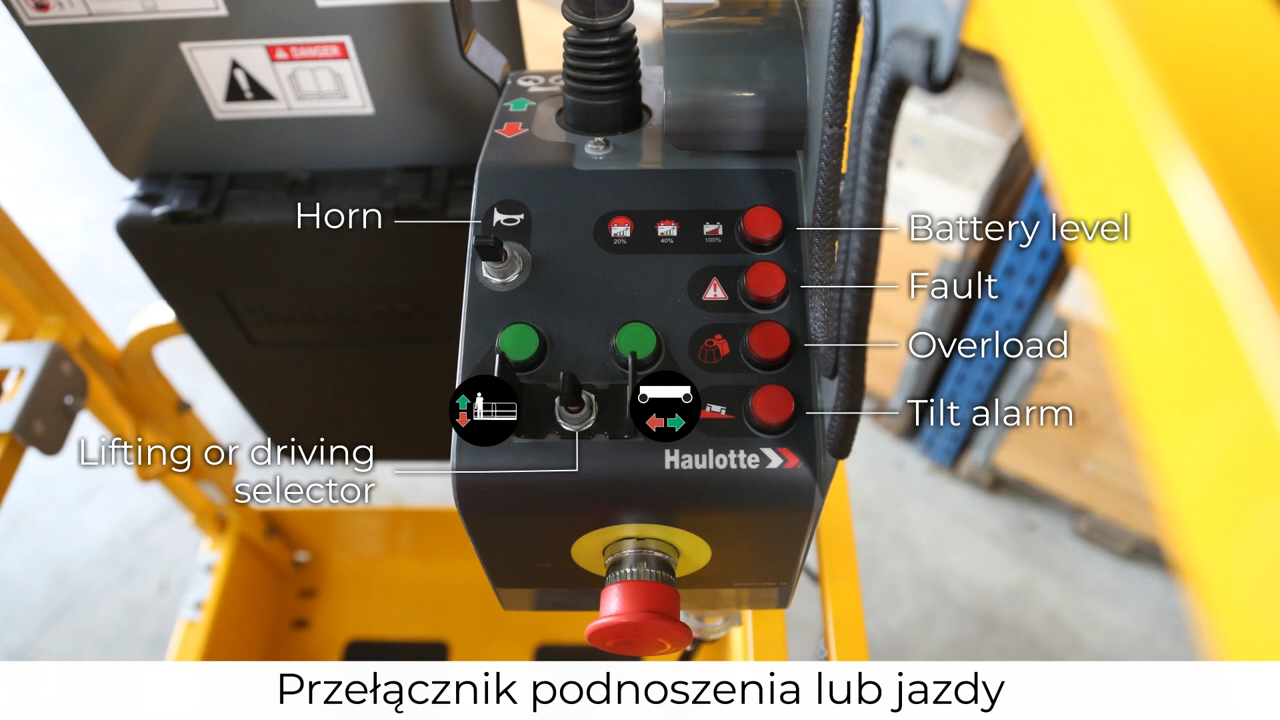 DANGER
Horn
20% 40% 100%
Battery level
Fault
Overload
Tilt alarm
Lifting or driving
selector
Haulotte
Przełącznik podnoszenia lub jazdy